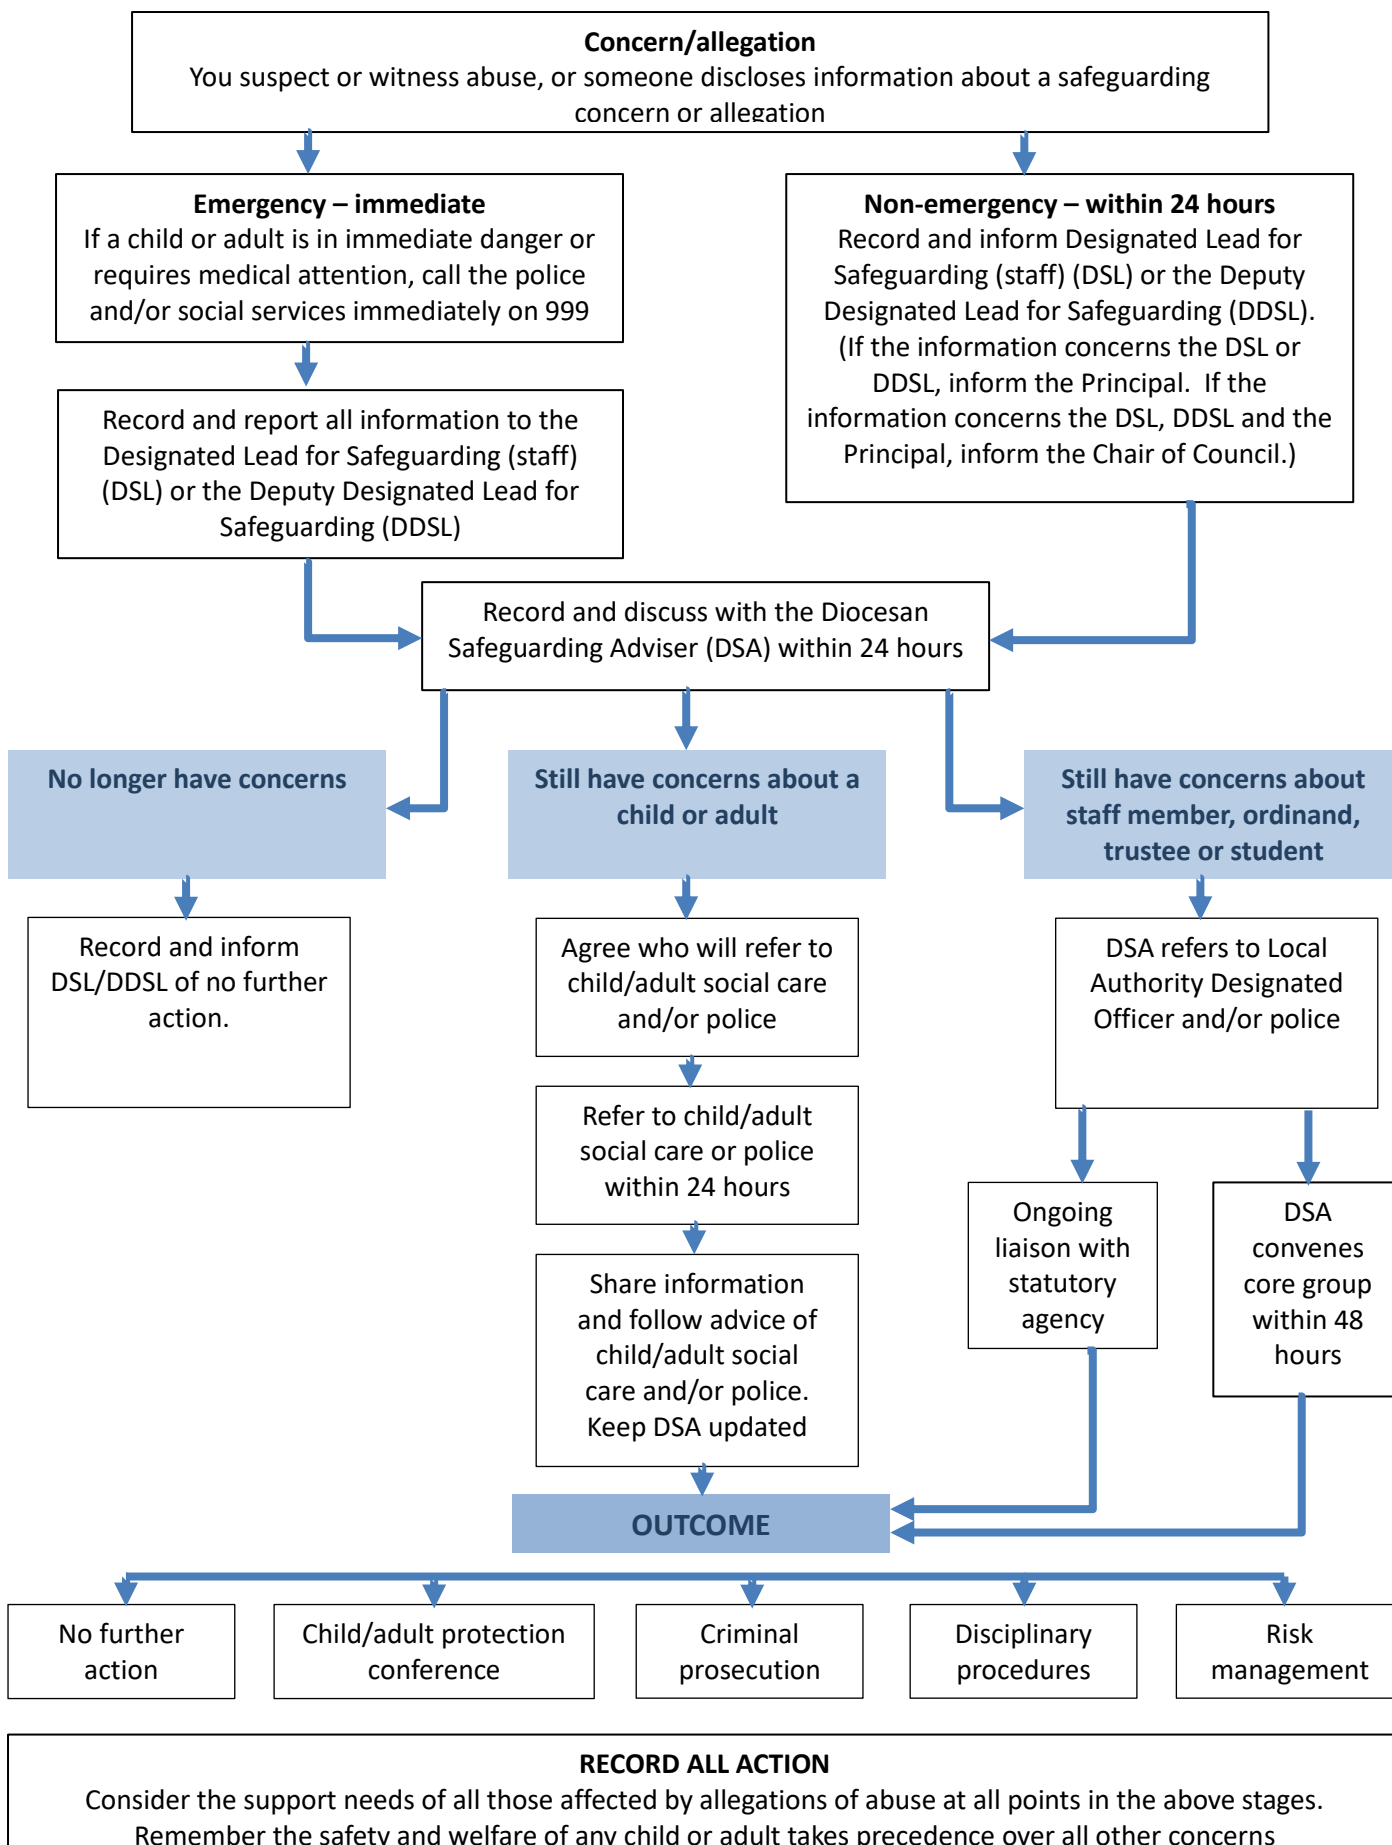 Concern/allegation
You suspect or witness abuse, or someone discloses information about a safeguarding
concern or allegation
Emergency – immediate
If a child or adult is in immediate danger or
requires medical attention, call the police
and/or social services immediately on 999
Non-emergency – within 24 hours
Record and inform Designated Lead for
Safeguarding (staff) (DSL) or the Deputy
Designated Lead for Safeguarding (DDSL).
(If the information concerns the DSL or
DDSL, inform the Principal.  If the
information concerns the DSL, DDSL and the
Principal, inform the Chair of Council.)
Record and report all information to the
Designated Lead for Safeguarding (staff)
(DSL) or the Deputy Designated Lead for
Safeguarding (DDSL)
Record and discuss with the Diocesan
Safeguarding Adviser (DSA) within 24 hours
No longer have concerns
Still have concerns about a
child or adult
Still have concerns about
staff member, ordinand,
trustee or student
Record and inform
DSL/DDSL of no further
action.
Agree who will refer to
child/adult social care
and/or police
DSA refers to Local
Authority Designated
Officer and/or police
Refer to child/adult
social care or police
within 24 hours
Ongoing
liaison with
statutory
agency
DSA
convenes
core group
within 48
hours
Share information
and follow advice of
child/adult social
care and/or police.
Keep DSA updated
OUTCOME
No further
action
Child/adult protection
conference
Criminal
prosecution
Disciplinary
procedures
Risk
management
RECORD ALL ACTION
Consider the support needs of all those affected by allegations of abuse at all points in the above stages.
Remember the safety and welfare of any child or adult takes precedence over all other concerns